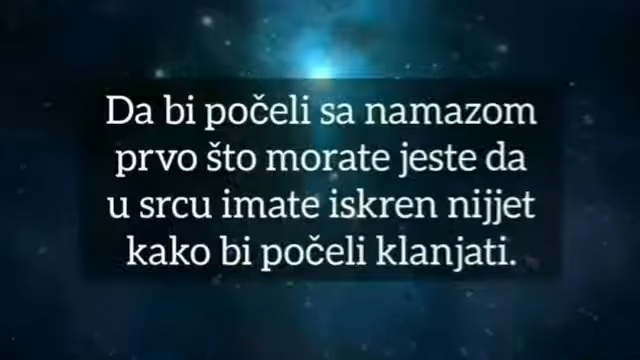 Da bi počeli sa namazom
prvo što morate jeste da
u srcu imate iskren nijjet
kako bi počeli klanjati.